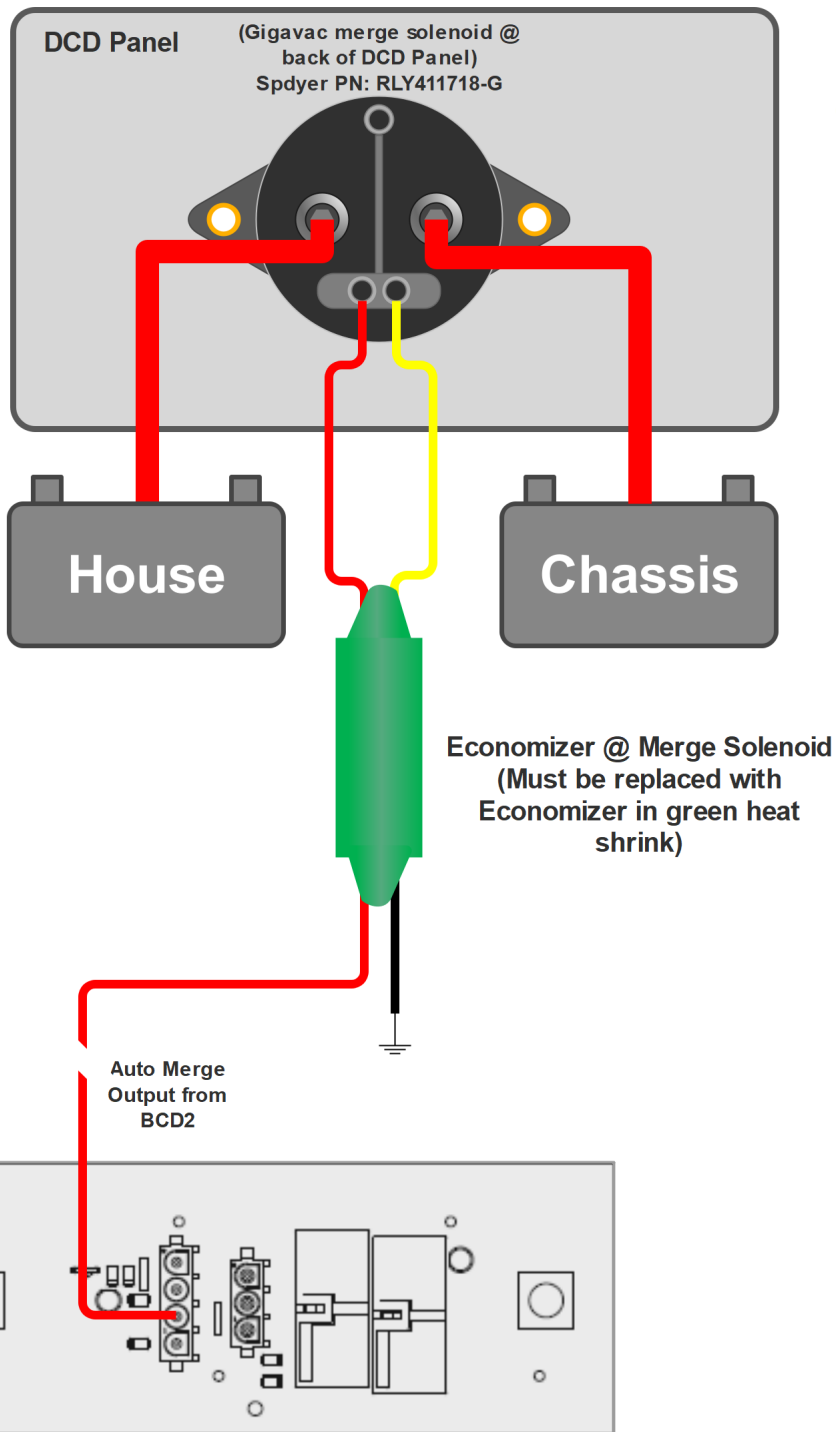 DCD Panel
(Gigavac merge solenoid @
back of DCD Panel)
Spdyer PN: RLY411718-G
House
Chassis
Economizer @ Merge Solenoid
(Must be replaced with
Economizer in green heat
shrink)
Auto Merge
Output from
BCD2